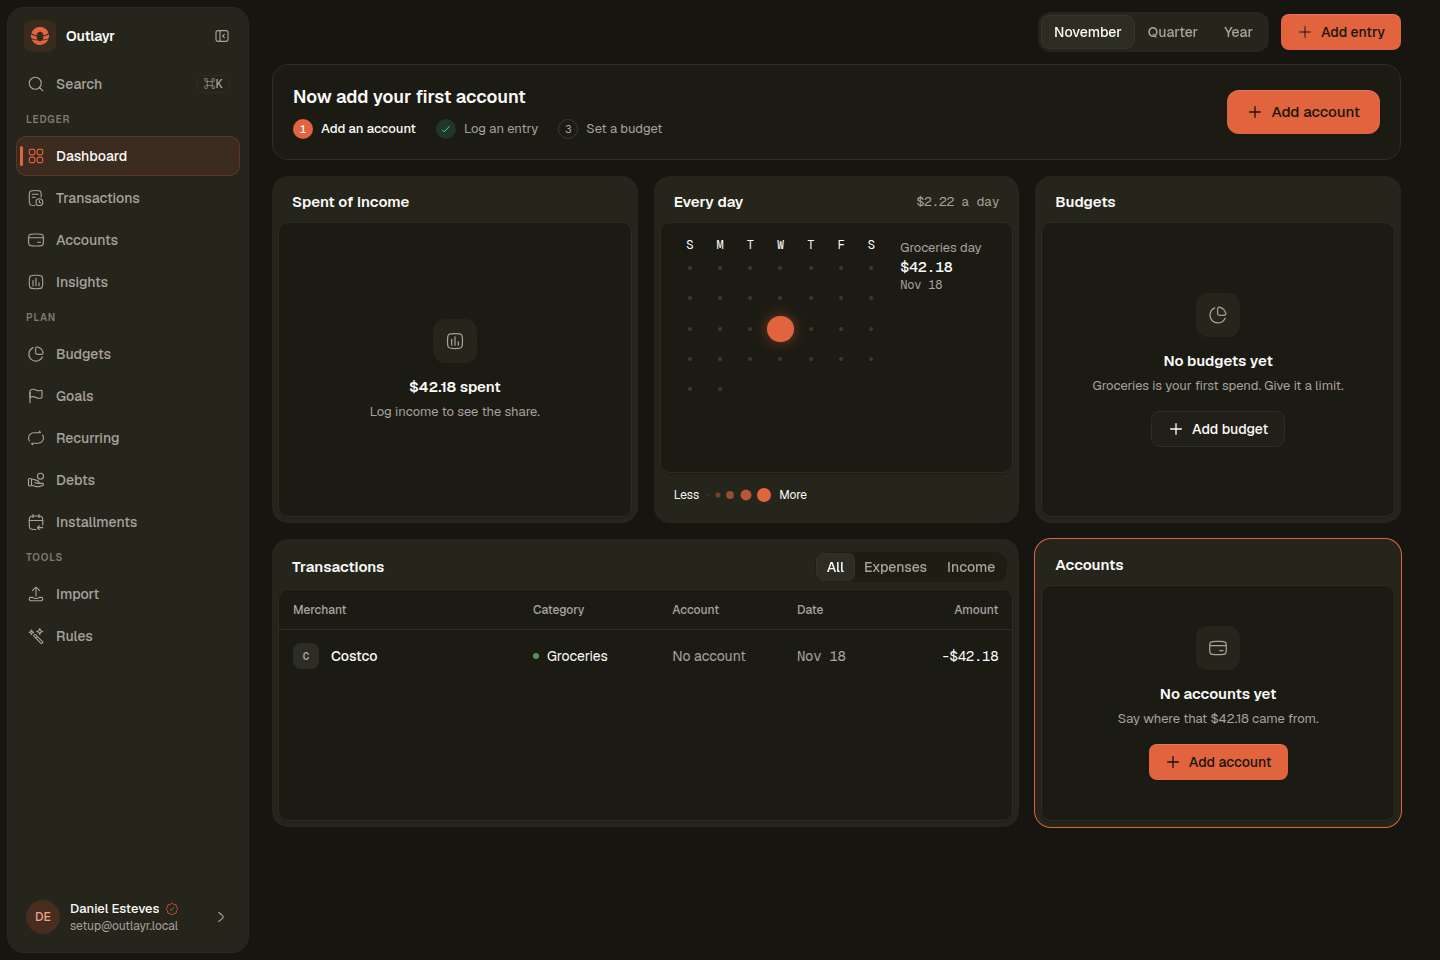 Outlayr
Search
⌘K
LEDGER
Dashboard
Transactions
Accounts
Insights
PLAN
Budgets
Goals
Recurring
Debts
Installments
TOOLS
Import
Rules
DE
Daniel Esteves
setup@outlayr.local
November Quarter Year
Add entry
Now add your first account
1 Add an account
Log an entry
3 Set a budget
Add account
Spent of income
$42.18 spent
Log income to see the share.
Every day
$2.22 a day
S M T W T F S
Groceries day
$42.18
Nov 18
Less
More
Budgets
No budgets yet
Groceries is your first spend. Give it a limit.
Add budget
Transactions
All Expenses Income
Merchant Category Account Date Amount
C Costco Groceries No account Nov 18 -$42.18
Accounts
No accounts yet
Say where that $42.18 came from.
Add account